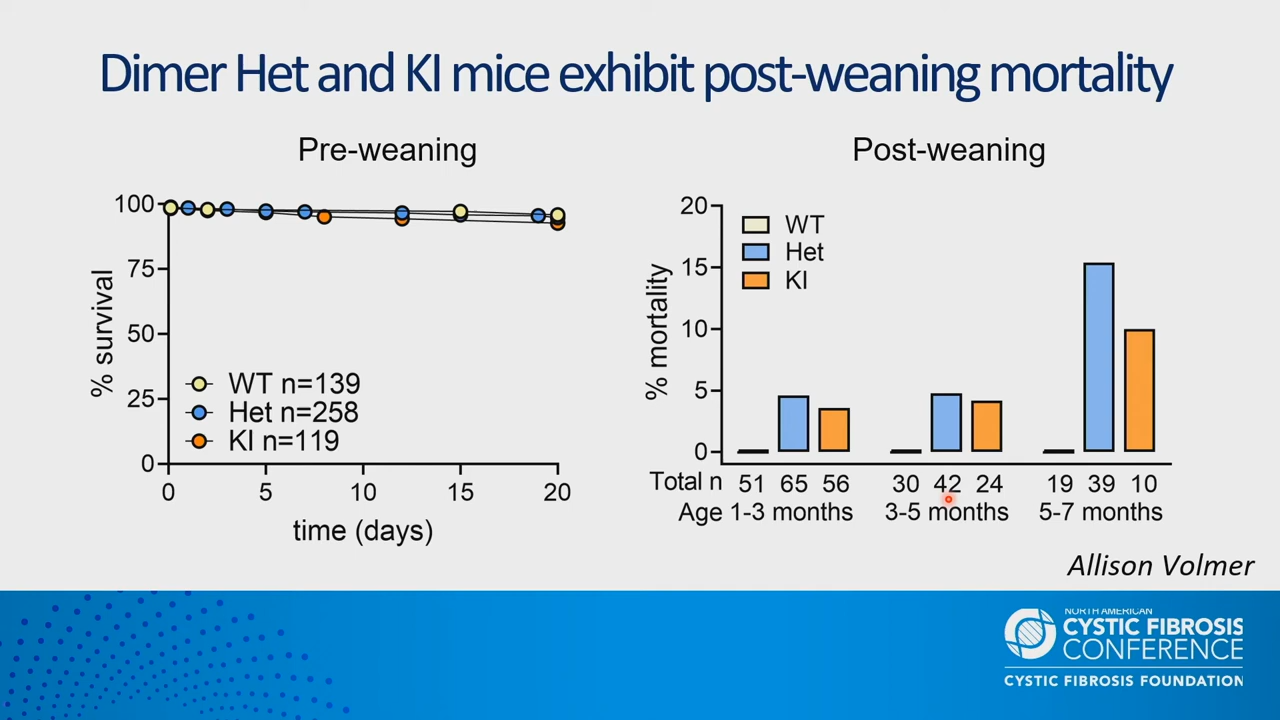 Dimer Het and KI mice exhibit post-weaning mortality
Pre-weaning
% survival
100
75
50
25
0
WT n=139
Het n=258
KI n=119
0 5 10 15 20
time (days)
Post-weaning
% mortality
20
15
10
5
0
WT
Het
KI
Total n 51 65 56 30 42 24 19 39 10
Age 1-3 months 3-5 months 5-7 months
Allison Volmer
NORTH AMERICAN
CYSTIC FIBROSIS
CONFERENCE
CYSTIC FIBROSIS FOUNDATION